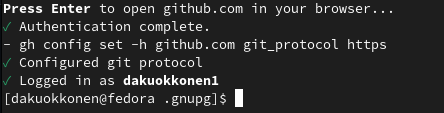 Press Enter to open github.com in your browser...
✓ Authentication complete.
- gh config set -h github.com git_protocol https
✓ Configured git protocol
✓ Logged in as dakuokkonen1
[dakuokkonen@fedora .gnupg]$